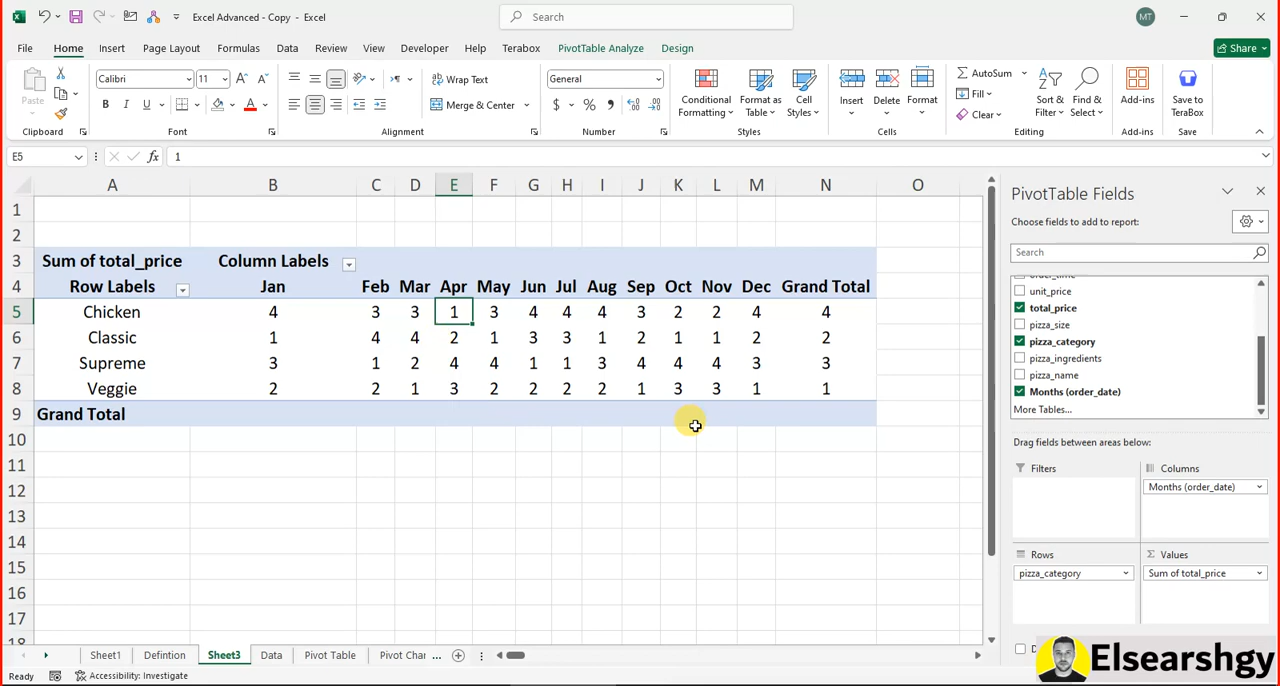 Excel Advanced - Copy - Excel
Search
MT
File Home Insert Page Layout Formulas Data Review View Developer Help Terabox PivotTable Analyze Design Share
Paste
Calibri 11
Wrap Text
General
Conditional Formatting
Format as Table
Cell Styles
Insert
Delete
Format
AutoSum
Fill
Clear
Sort & Filter
Find & Select
Add-ins
Save to TeraBox
B I U
Merge & Center
$ %
Clipboard Font Alignment Number Styles Cells Editing Add-ins Save
E5 fx 1
A B C D E F G H I J K L M N O
1
2
3 Sum of total_price Column Labels
4 Row Labels Jan Feb Mar Apr May Jun Jul Aug Sep Oct Nov Dec Grand Total
5 Chicken 4 3 3 1 3 4 4 4 3 2 2 4 4
6 Classic 1 4 4 2 1 3 3 1 2 1 1 2 2
7 Supreme 3 1 2 4 4 1 1 3 4 4 4 3 3
8 Veggie 2 2 1 3 2 2 2 2 1 3 3 1 1
9 Grand Total
10
11
12
13
14
15
16
17
18
PivotTable Fields
Choose fields to add to report:
Search
order_time
unit_price
total_price
pizza_size
pizza_category
pizza_ingredients
pizza_name
Months (order_date)
More Tables...
Drag fields between areas below:
Filters
Columns
Months (order_date)
Rows
pizza_category
Σ Values
Sum of total_price
Sheet1 Defintion Sheet3 Data Pivot Table Pivot Char ...
Ready
Accessibility: Investigate
Elsearshgy